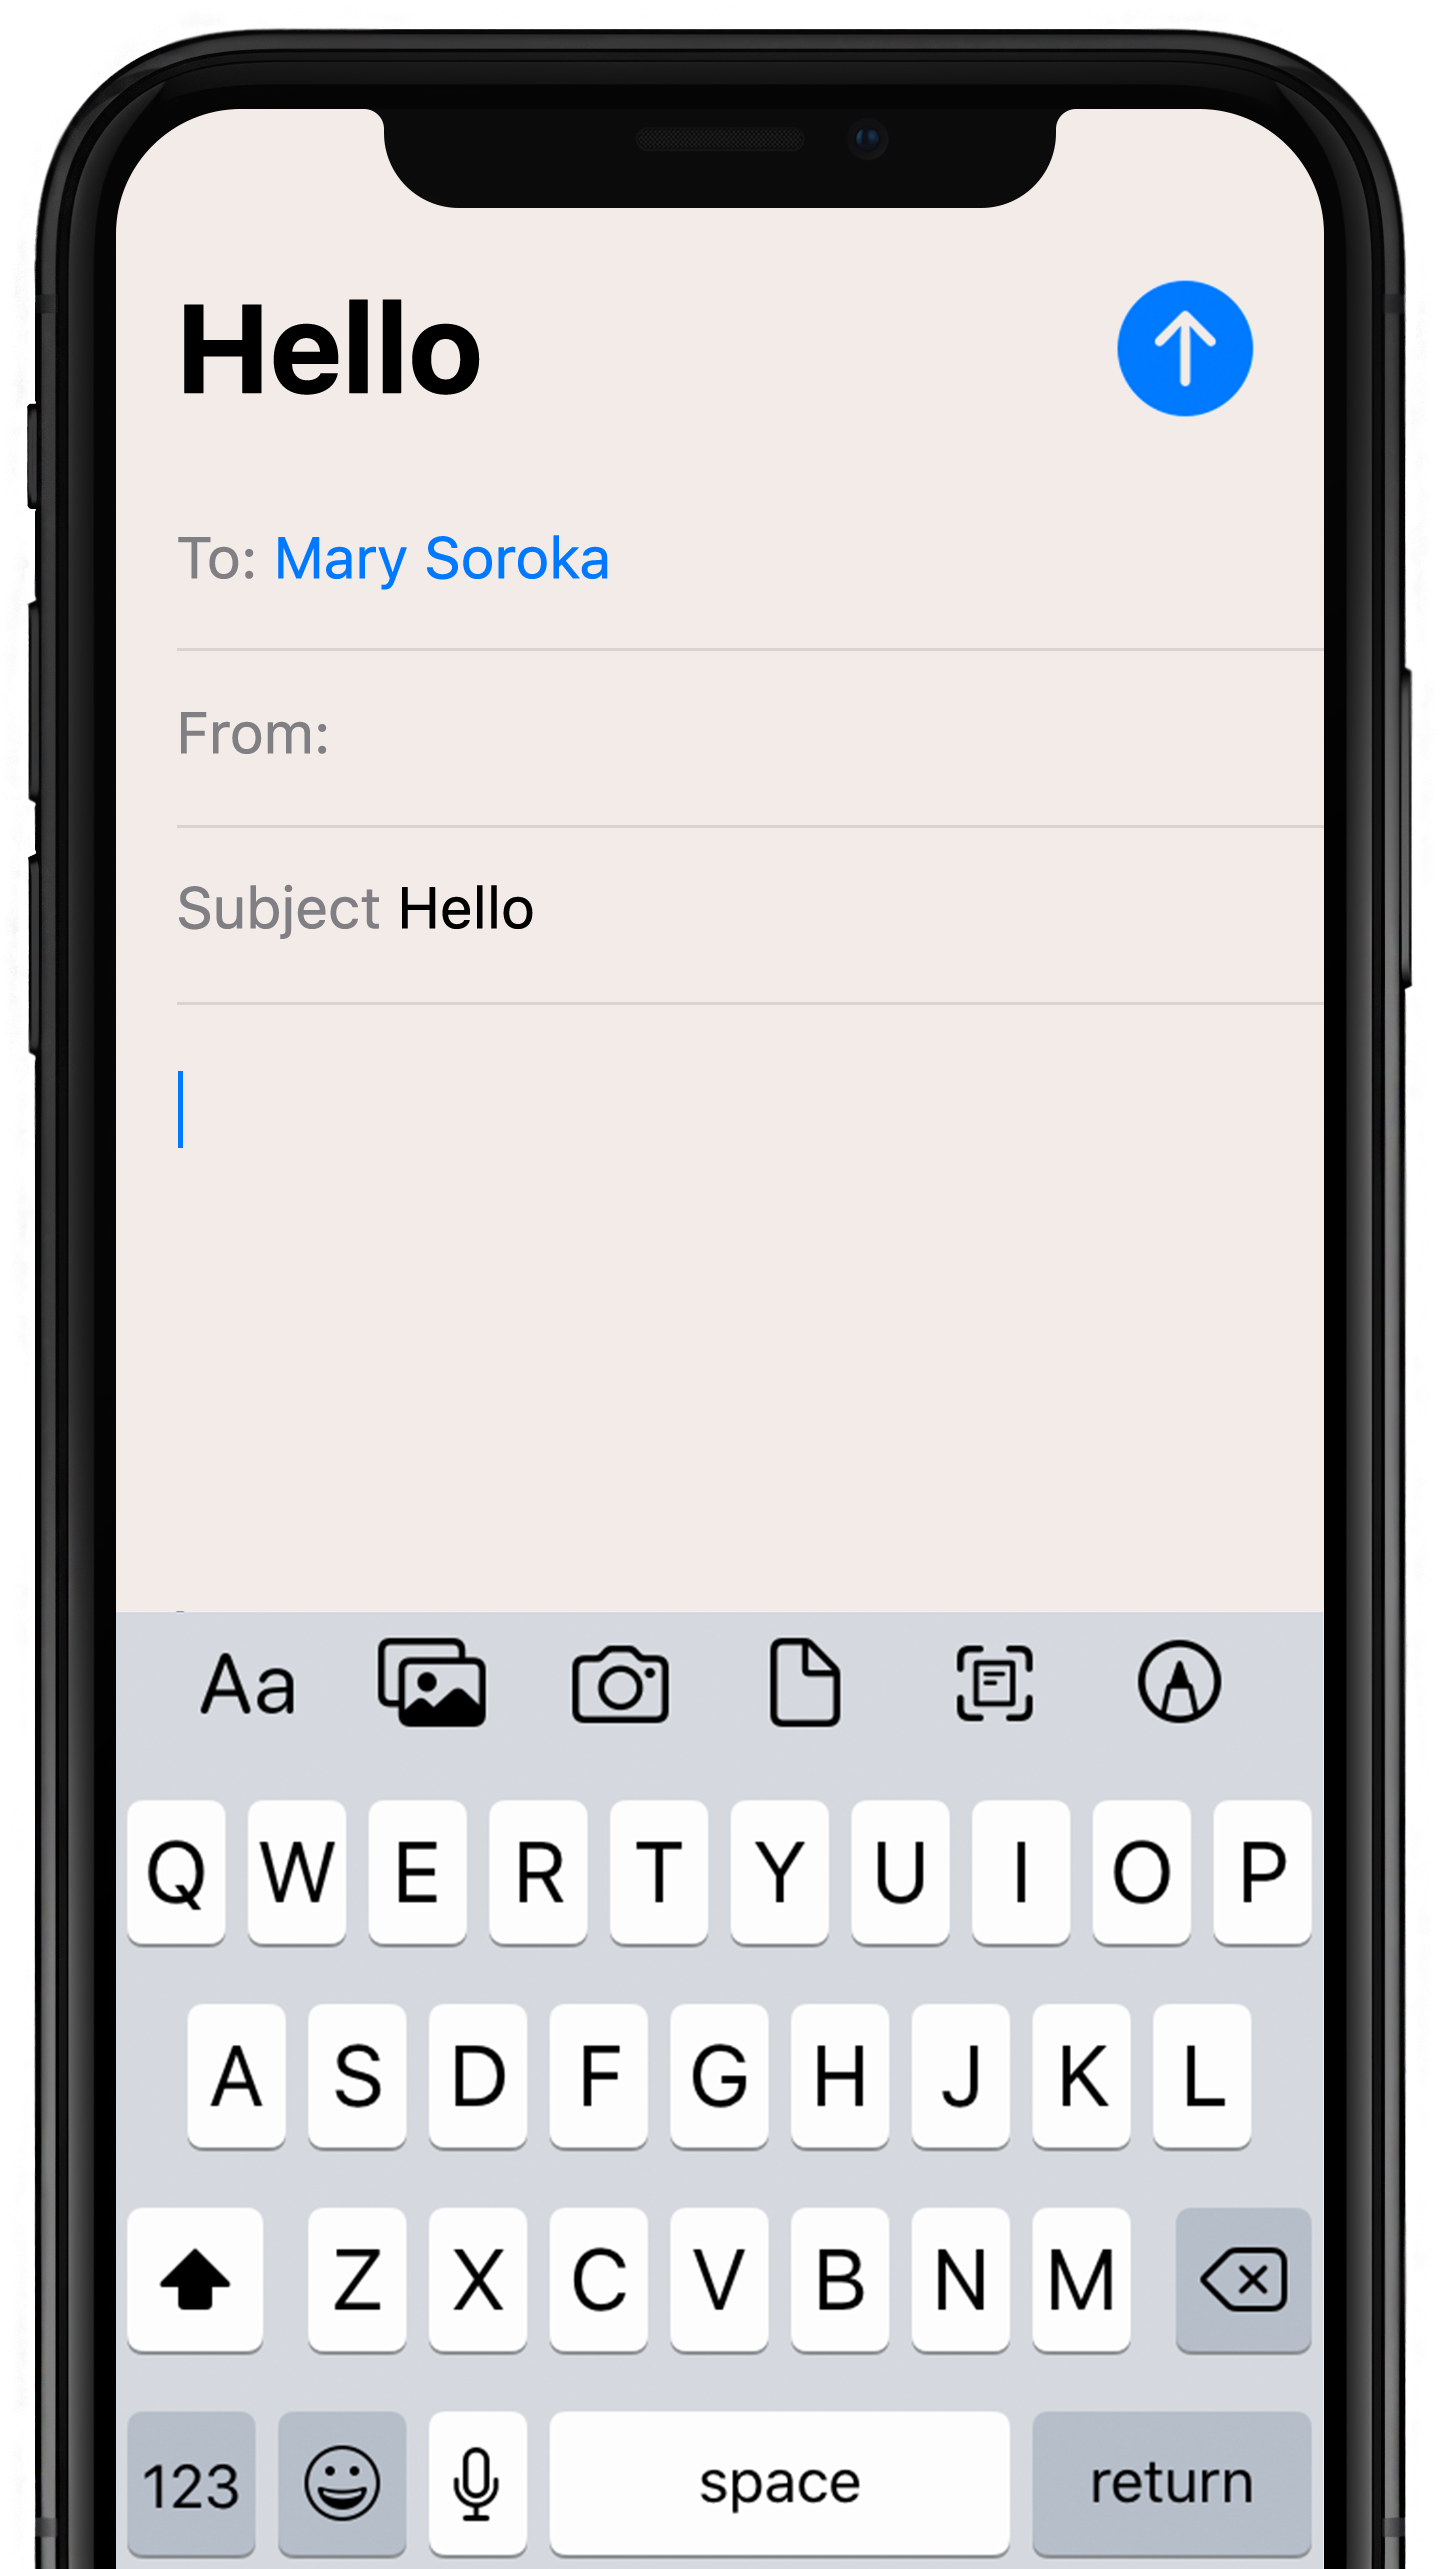 Hello
To: Mary Soroka
From:
Subject Hello
Aa
Q W E R T Y U I O P
A S D F G H J K L
Z X C V B N M
123 space return